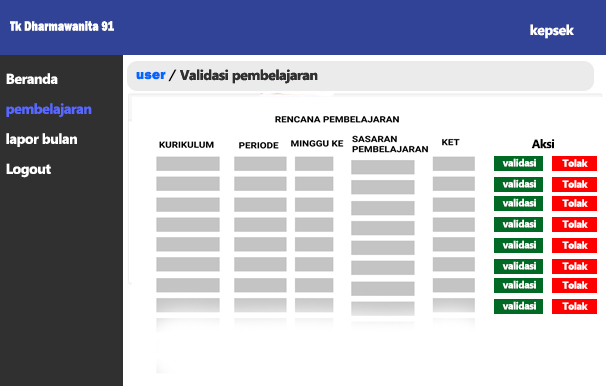 Tk Dharmawanita 91
kepsek
Beranda
pembelajaran
lapor bulan
Logout
user / Validasi pembelajaran
RENCANA PEMBELAJARAN
KURIKULUM PERIODE MINGGU KE SASARAN PEMBELAJARAN KET Aksi
validasi Tolak
validasi Tolak
validasi Tolak
validasi Tolak
validasi Tolak
validasi Tolak
validasi Tolak
validasi Tolak